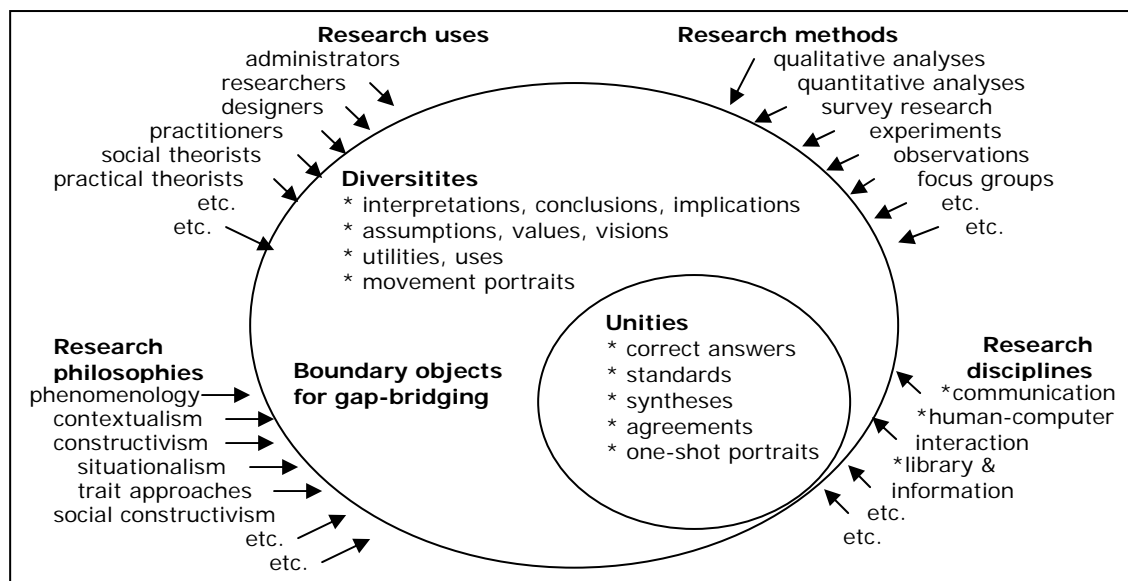 Research uses
administrators
researchers
designers
practitioners
social theorists
practical theorists
etc.
etc.
Research methods
qualitative analyses
quantitative analyses
survey research
experiments
observations
focus groups
etc.
etc.
Diversitites
* interpretations, conclusions, implications
* assumptions, values, visions
* utilities, uses
* movement portraits
Unities
* correct answers
* standards
* syntheses
* agreements
* one-shot portraits
Boundary objects
for gap-bridging
Research
philosophies
phenomenology
contextualism
constructivism
situationalism
trait approaches
social constructivism
etc.
etc.
Research
disciplines
*communication
*human-computer
interaction
*library &
information
etc.
etc.